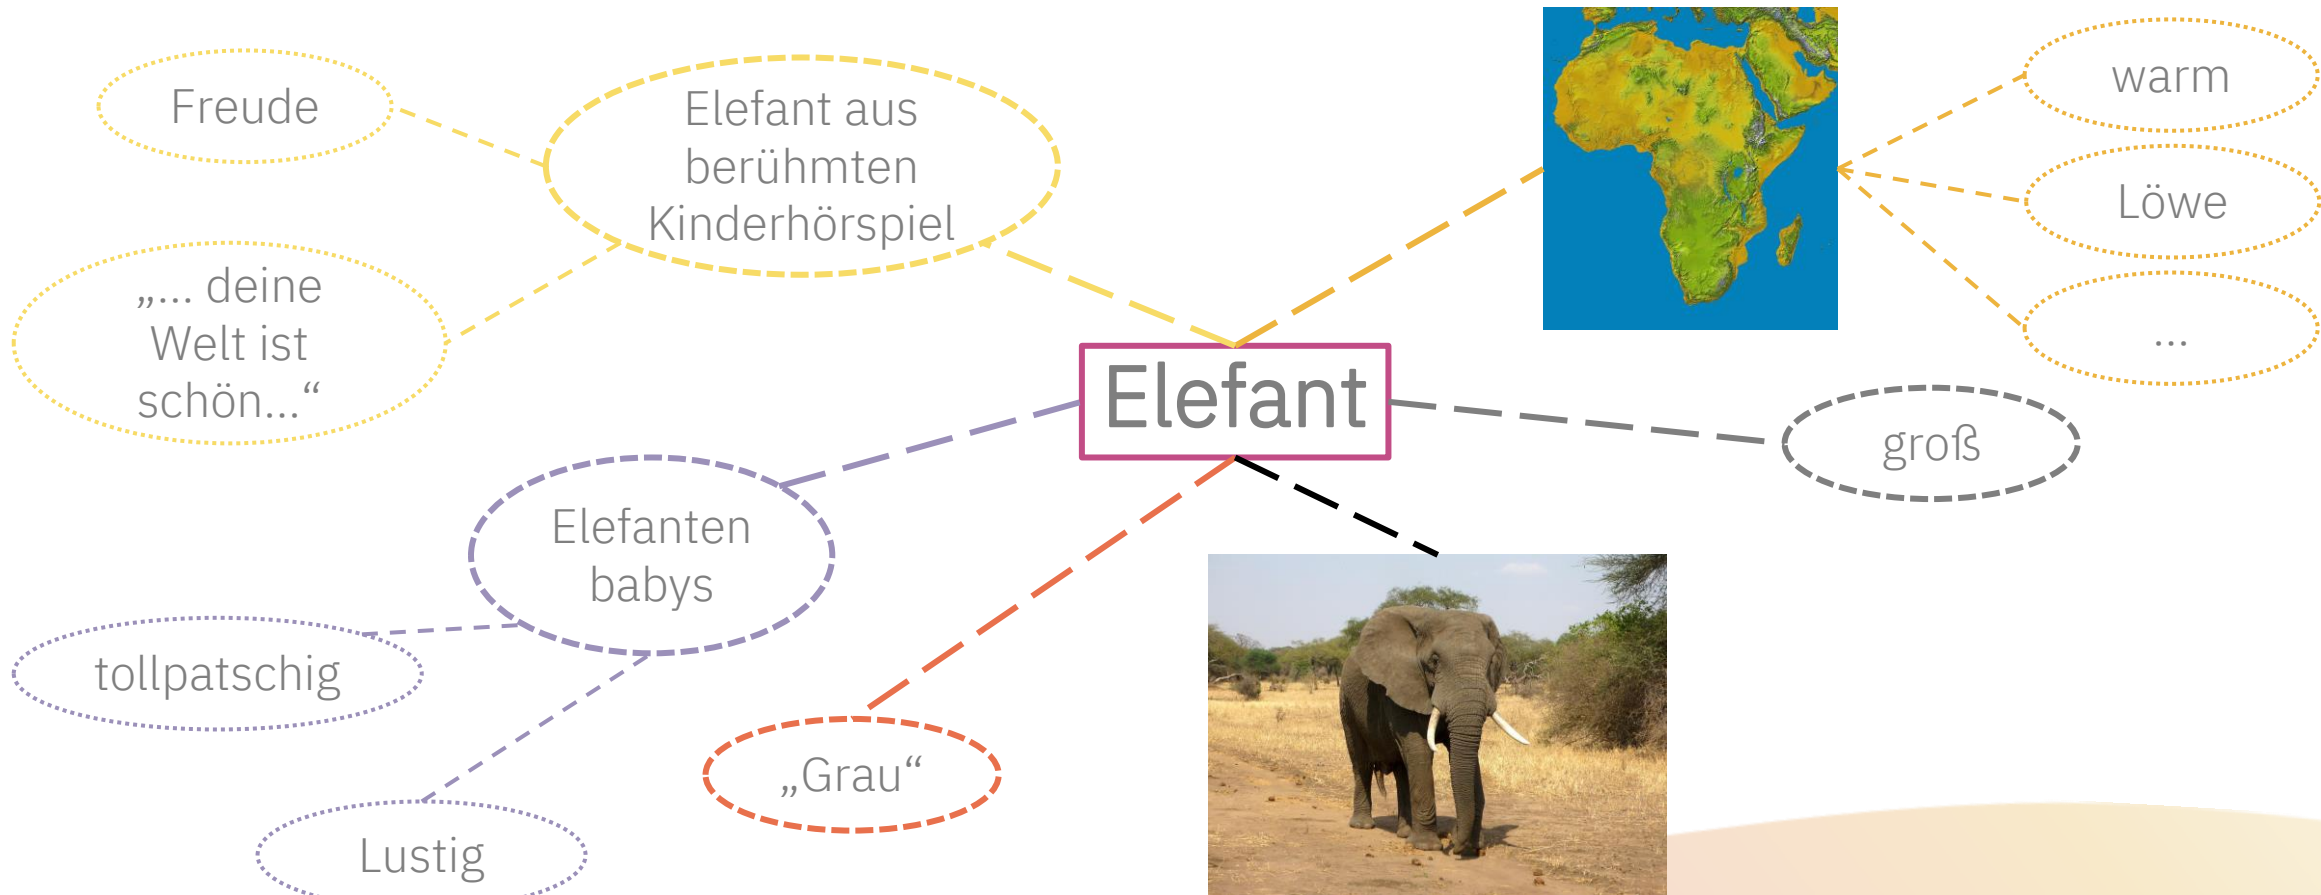 Freude
Elefant aus
berühmten
Kinderhörspiel
warm
Löwe
...
„... deine
Welt ist
schön...“
Elefant
groß
Elefanten
babys
tollpatschig
„Grau“
Lustig